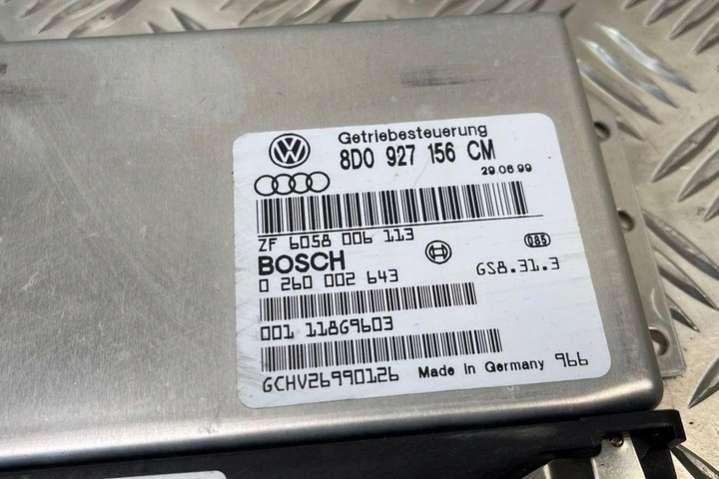 Getriebesteuerung
8D0 927 156 CM
29.06.99
ZF 6058 006 113
BOSCH
085
0 260 002 643
GS8.31.3
001 118G9603
GCHV26990126 Made in Germany 966